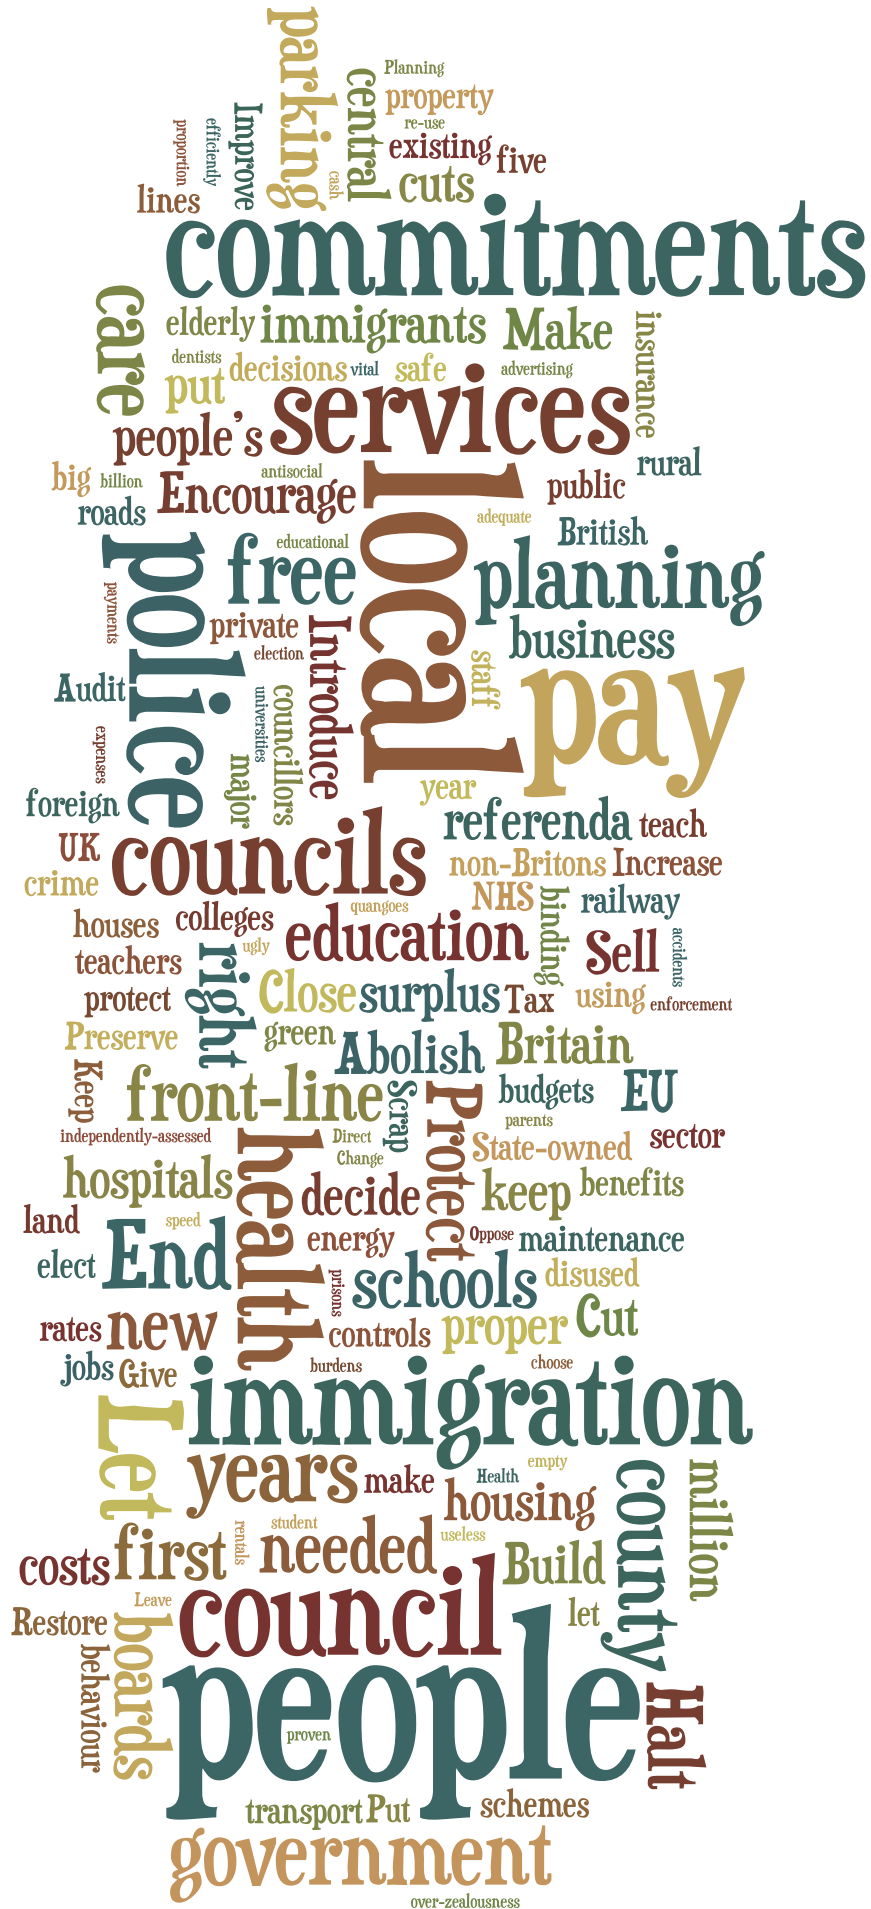 Planning
parking
central
property
re-use
Improve
efficiently
proportion
existing
five
cash
cuts
lines
commitments
care
elderly
immigrants
Make
insurance
dentists
decisions
vital
safe
advertising
put
services
people's
rural
big
billion
antisocial
Encourage
public
roads
local
adequate
British
police
free
educational
planning
payments
private
Introduce
election
business
staff
Audit
universities
councillors
pay
expenses
major
year
foreign
referenda
teach
UK
councils
non-Britons
Increase
crime
NHS
binding
railway
houses
colleges
quangoes
education
ugly
Sell
accidents
teachers
right
protect
Close
surplus
Tax
using
enforcement
Preserve
green
Abolish
Britain
Keep
front-line
Scrap
Protect
budgets
EU
parents
independently-assessed
health
Direct
State-owned
sector
Change
hospitals
decide
keep
benefits
land
speed
End
energy
Oppose
maintenance
elect
prisons
schools
disused
rates
new
controls
proper
Cut
jobs
Give
burdens
choose
immigration
Let
years
make
Health
empty
county
million
housing
rentals
student
useless
costs
first
needed
Build
Restore
Leave
boards
council
let
behaviour
people
proven
Halt
transport
Put
schemes
government
over-zealousness